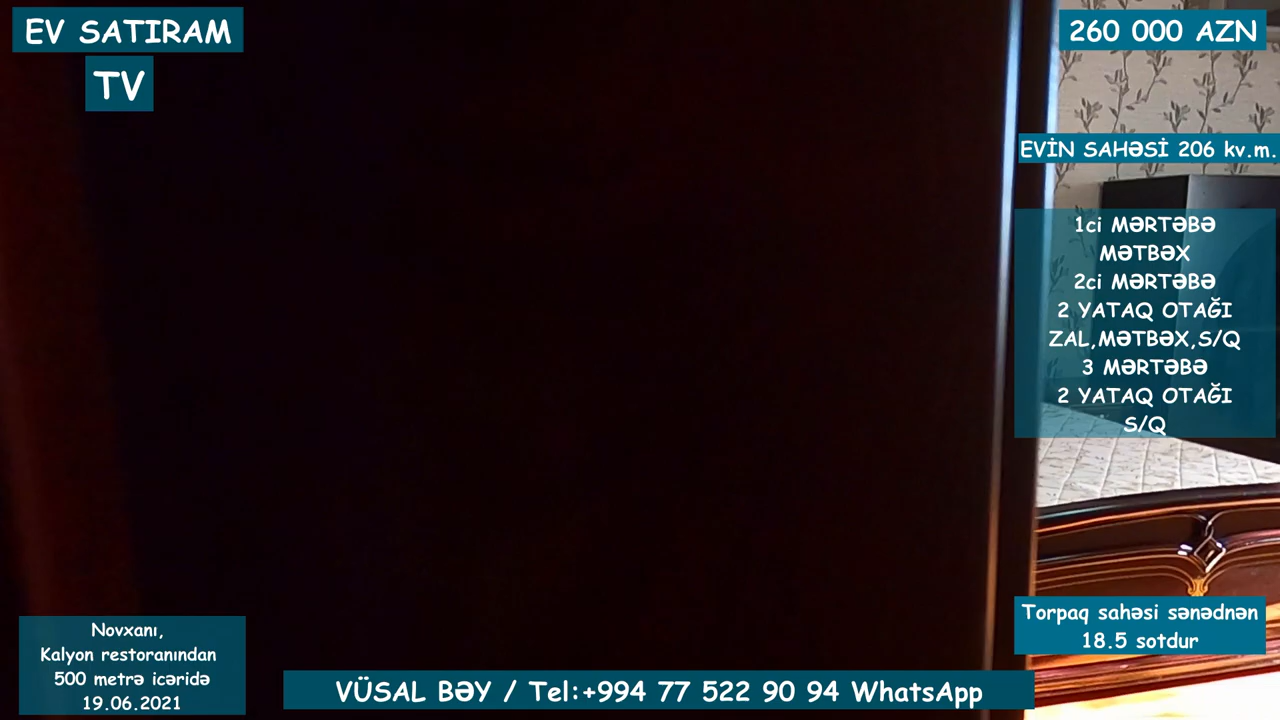 EV SATIRAM
TV
260 000 AZN
EVİN SAHƏSİ 206 kv.m.
1ci MƏRTƏBƏ
MƏTBƏX
2ci MƏRTƏBƏ
2 YATAQ OTAĞI
ZAL,MƏTBƏX,S/Q
3 MƏRTƏBƏ
2 YATAQ OTAĞI
S/Q
Torpaq sahəsi sənədnən
18.5 sotdur
Novxanı,
Kalyon restoranından
500 metrə icəridə
19.06.2021
VÜSAL BƏY / Tel:+994 77 522 90 94 WhatsApp